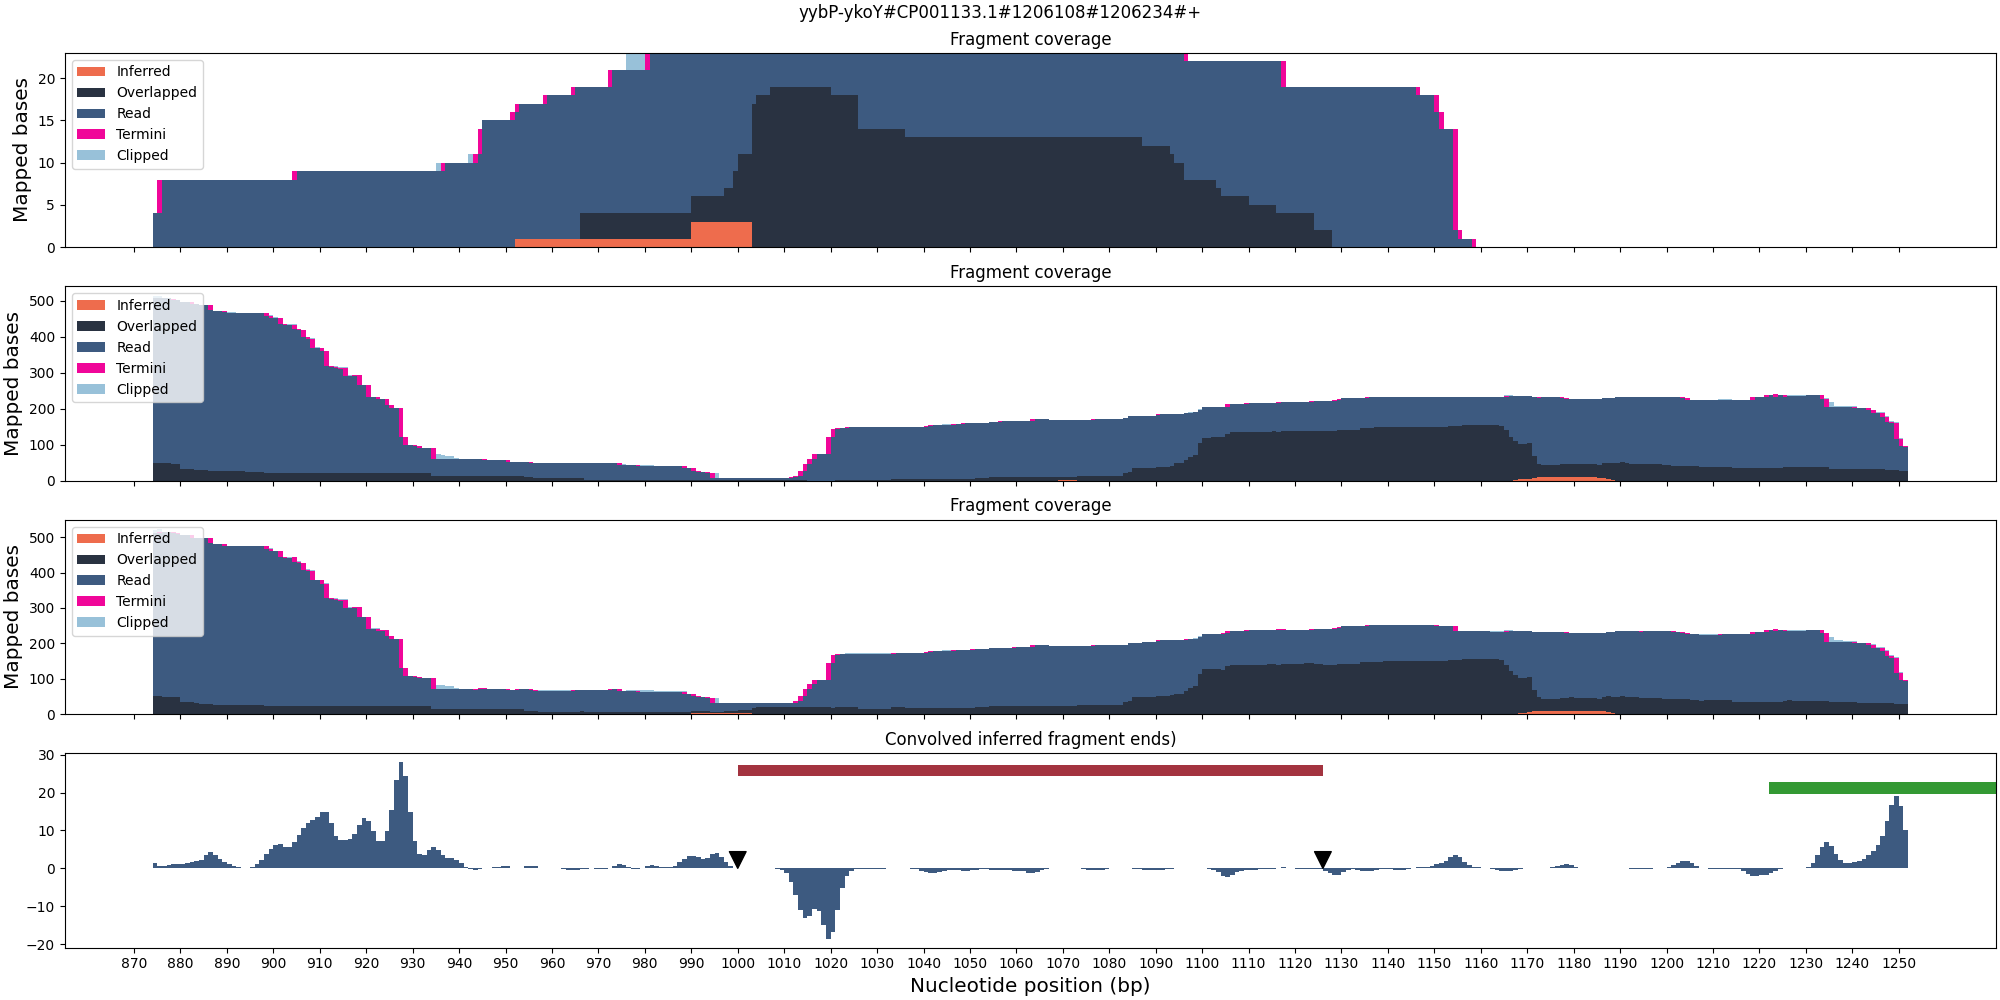 yybP-ykoY#CP001133.1#1206108#1206234#+
Fragment coverage
Mapped bases
20
15
10
5
0
Inferred
Overlapped
Read
Termini
Clipped
Fragment coverage
Mapped bases
500
400
300
200
100
0
Inferred
Overlapped
Read
Termini
Clipped
Fragment coverage
Mapped bases
500
400
300
200
100
0
Inferred
Overlapped
Read
Termini
Clipped
Convolved inferred fragment ends)
30
20
10
0
−10
−20
870 880 890 900 910 920 930 940 950 960 970 980 990 1000 1010 1020 1030 1040 1050 1060 1070 1080 1090 1100 1110 1120 1130 1140 1150 1160 1170 1180 1190 1200 1210 1220 1230 1240 1250
Nucleotide position (bp)